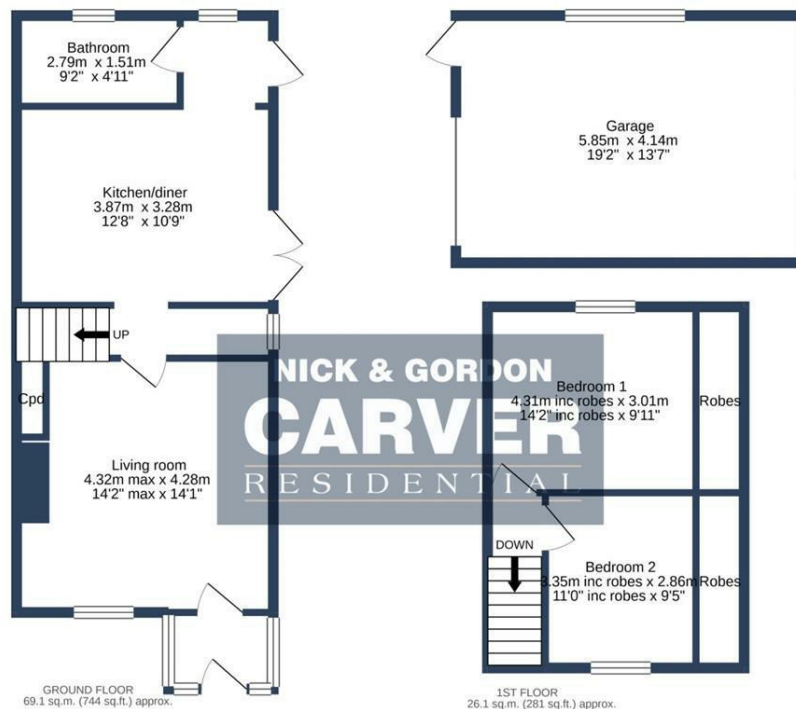 Bathroom
2.79m x 1.51m
9'2" x 4'11"
Kitchen/diner
3.87m x 3.28m
12'8" x 10'9"
UP
Cpd
Living room
4.32m max x 4.28m
14'2" max x 14'1"
GROUND FLOOR
69.1 sq.m. (744 sq.ft.) approx.
Garage
5.85m x 4.14m
19'2" x 13'7"
NICK & GORDON
CARVER
RESIDENTIAL
Bedroom 1
4.31m inc robes x 3.01m
14'2" inc robes x 9'11"
Robes
DOWN
Bedroom 2
3.35m inc robes x 2.86m
11'0" inc robes x 9'5"
Robes
1ST FLOOR
26.1 sq.m. (281 sq.ft.) approx.